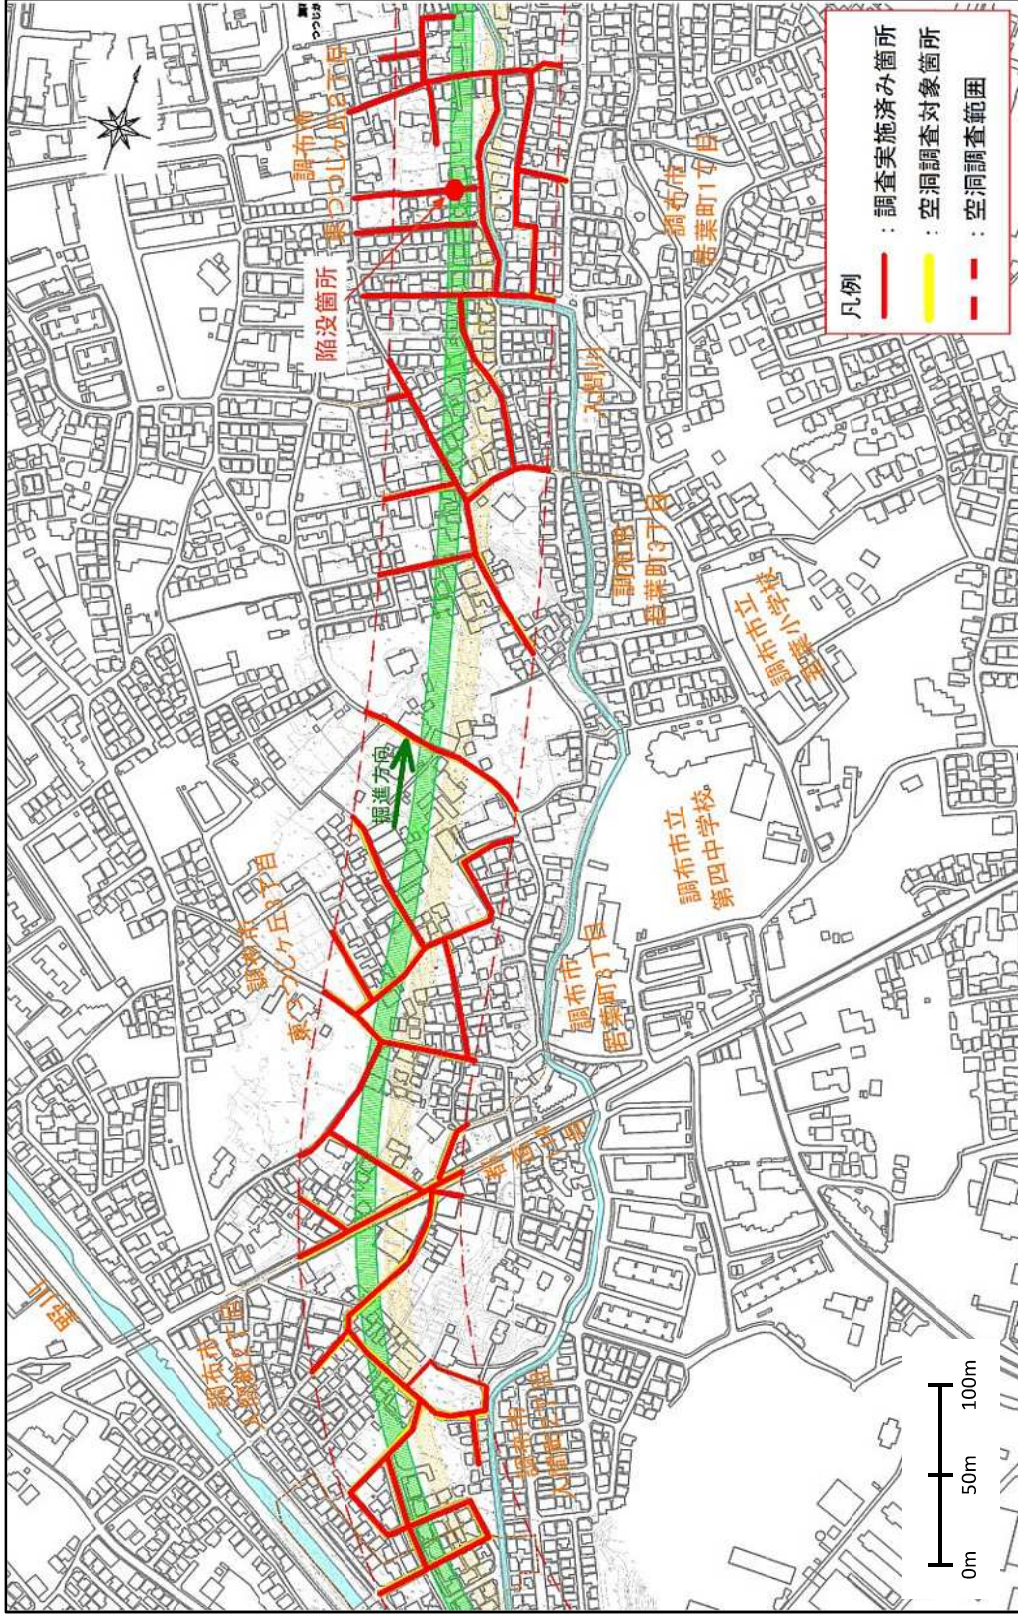 調布市
東つつじヶ丘2丁目
陥没箇所
調布市
若葉町1丁目
入間川
調布市
若葉町3丁目
調布市立
若葉小学校
掘進方向
調布市立
第四中学校
調布市
東つつじヶ丘3丁目
調布市
若葉町3丁目
野川
調布市
入間町2丁目
調布市
入間町2丁目
凡例
：調査実施済み箇所
：空洞調査対象箇所
：空洞調査範囲
0m 50m 100m